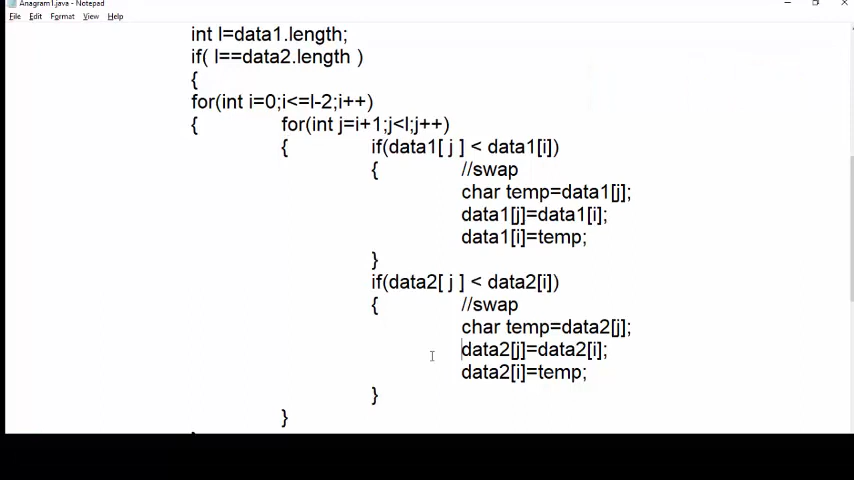 Anagram1.java - Notepad
File Edit Format View Help
int l=data1.length;
if( l==data2.length )
{
for(int i=0;i<=l-2;i++)
{ for(int j=i+1;j<l;j++)
{ if(data1[ j ] < data1[i])
{ //swap
char temp=data1[j];
data1[j]=data1[i];
data1[i]=temp;
}
if(data2[ j ] < data2[i])
{ //swap
char temp=data2[j];
data2[j]=data2[i];
data2[i]=temp;
}
}